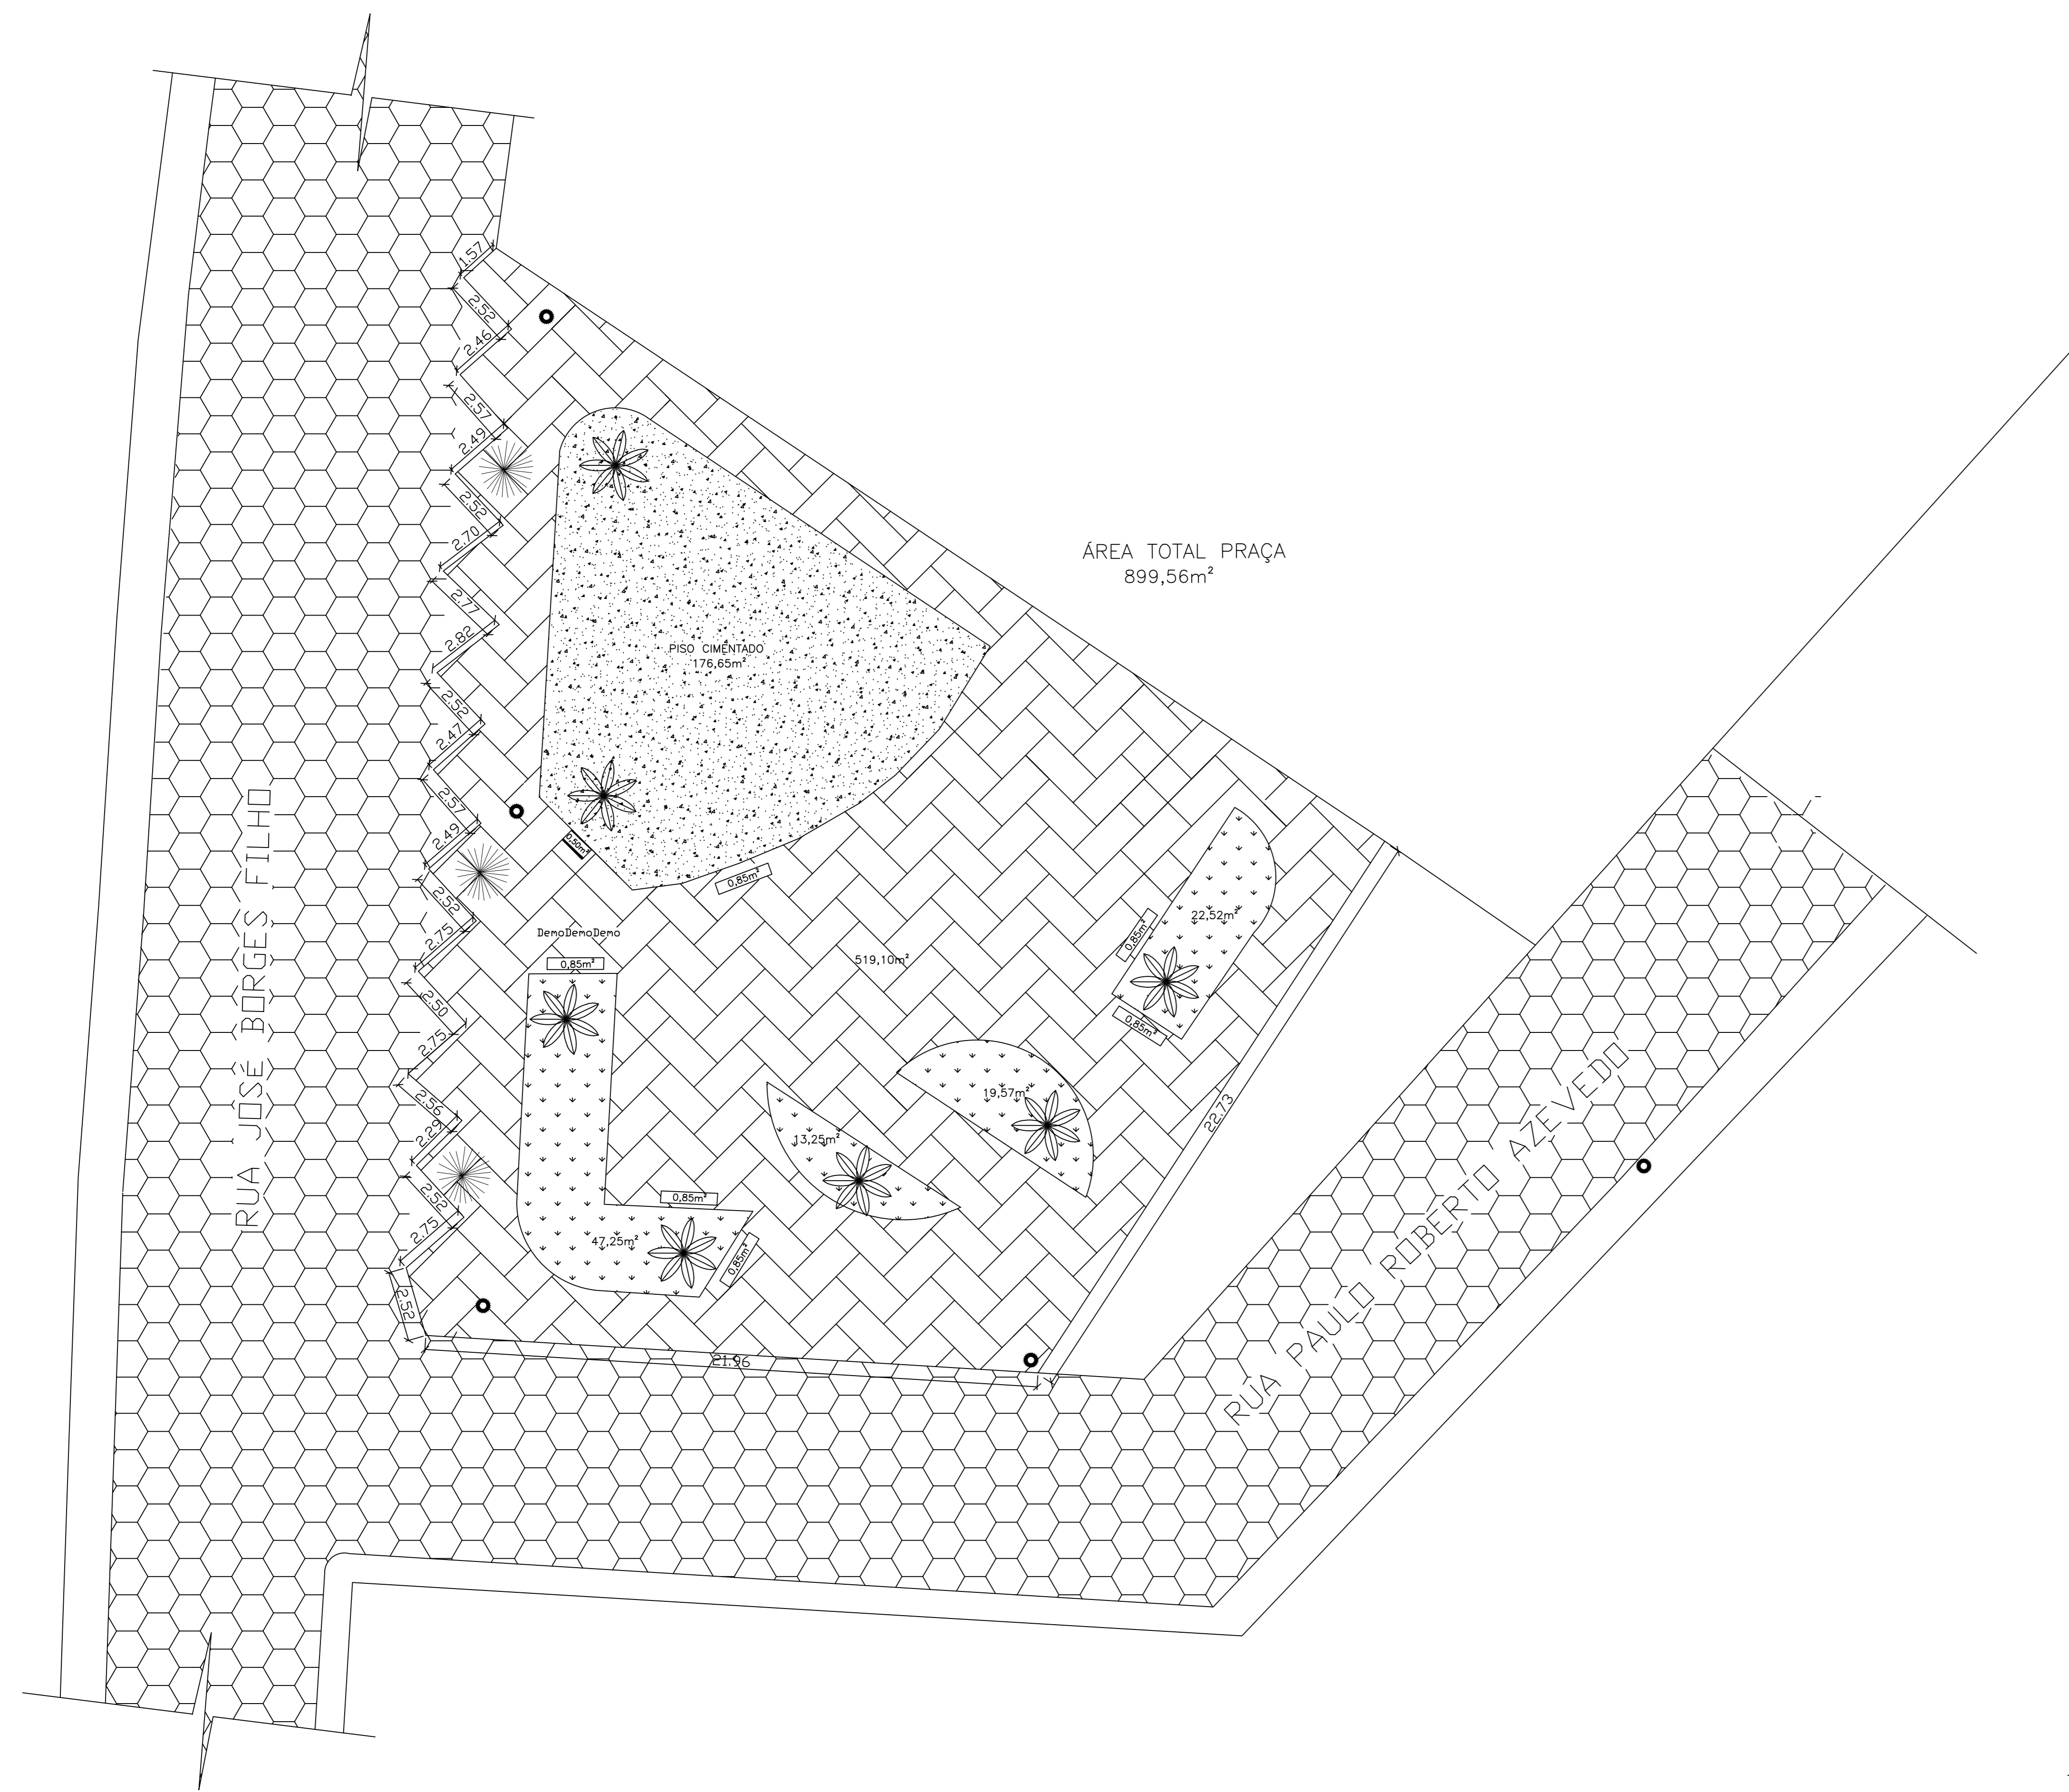 1.57
2.52
2.46
2.57
2.49
2.52
2.70
2.77
2.82
2.52
2.47
2.57
2.49
2.52
2.75
2.50
2.75
2.56
2.29
2.52
2.75
2.52
21.96
22.73
ÁREA TOTAL PRAÇA
899,56m²
PISO CIMENTADO
176,65m²
0,50m²
0,85m²
DemoDemoDemo
0,85m²
519,10m²
22,52m²
0,85m²
0,85m²
19,57m²
13,25m²
0,85m²
47,25m²
0,85m²
RUA JOSÉ BORGES FILHO
RUA PAULO ROBERTO AZEVEDO